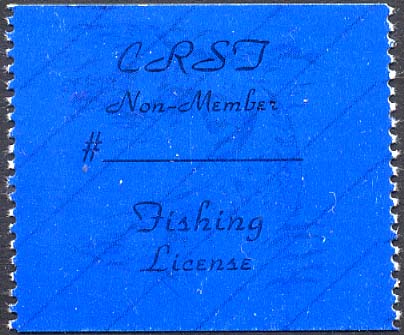 CRST
Non-Member
#
Fishing
License